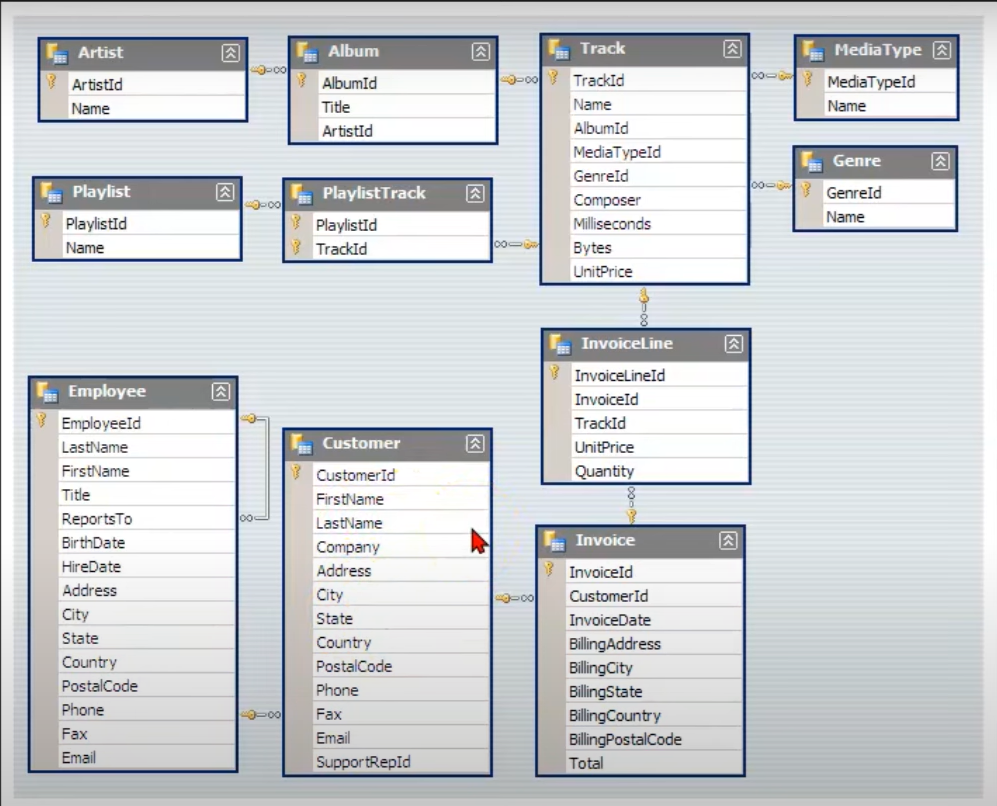 Artist
ArtistId
Name
Album
AlbumId
Title
ArtistId
Track
TrackId
Name
AlbumId
MediaTypeId
GenreId
Composer
Milliseconds
Bytes
UnitPrice
MediaType
MediaTypeId
Name
Genre
GenreId
Name
Playlist
PlaylistId
Name
PlaylistTrack
PlaylistId
TrackId
InvoiceLine
InvoiceLineId
InvoiceId
TrackId
UnitPrice
Quantity
Employee
EmployeeId
LastName
FirstName
Title
ReportsTo
BirthDate
HireDate
Address
City
State
Country
PostalCode
Phone
Fax
Email
Customer
CustomerId
FirstName
LastName
Company
Address
City
State
Country
PostalCode
Phone
Fax
Email
SupportRepId
Invoice
InvoiceId
CustomerId
InvoiceDate
BillingAddress
BillingCity
BillingState
BillingCountry
BillingPostalCode
Total